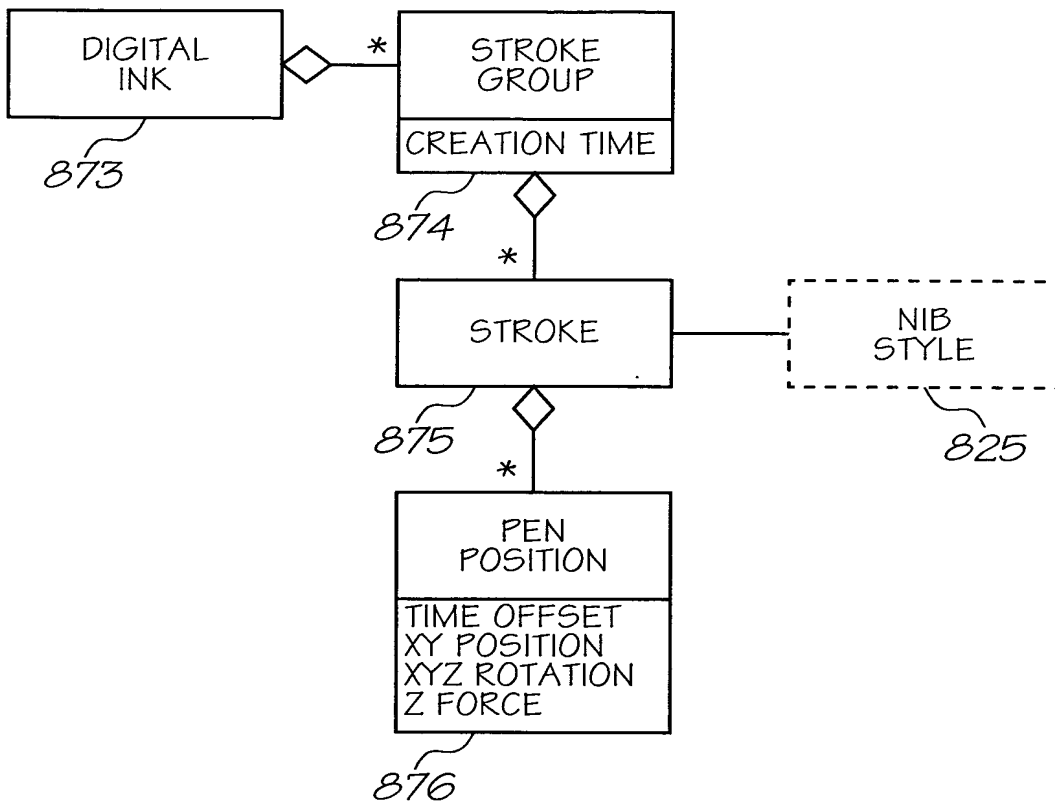 DIGITAL
INK
873
*
STROKE
GROUP
CREATION TIME
874
*
STROKE
875
NIB
STYLE
825
*
PEN
POSITION
TIME OFFSET
XY POSITION
XYZ ROTATION
Z FORCE
876